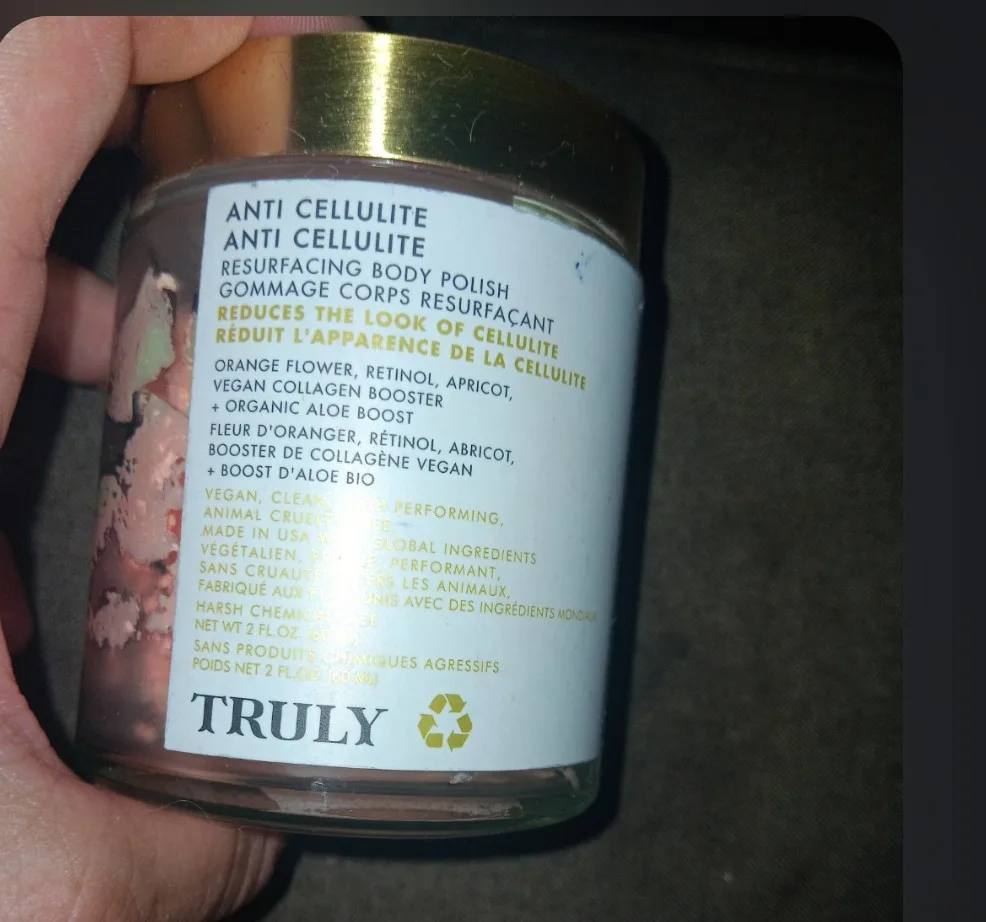 ANTI CELLULITE
ANTI CELLULITE
RESURFACING BODY POLISH
GOMMAGE CORPS RESURFAÇANT
REDUCES THE LOOK OF CELLULITE
RÉDUIT L'APPARENCE DE LA CELLULITE
ORANGE FLOWER, RETINOL, APRICOT,
VEGAN COLLAGEN BOOSTER
+ ORGANIC ALOE BOOST
FLEUR D'ORANGER, RÉTINOL, ABRICOT,
BOOSTER DE COLLAGÈNE VEGAN
+ BOOST D'ALOE BIO
VEGAN, PERFORMING,
ANIMAL
MADE IN USA GLOBAL INGREDIENTS
VÉGÉTALIEN, PERFORMANT,
SANS LES ANIMAUX,
FABRIQUÉ AUX AVEC DES INGRÉDIENTS MONDIAUX
HARSH
NET WT 2 FL.OZ.
SANS PRODUITS CHIMIQUES AGRESSIFS
POIDS NET 2 FL.OZ. (60 Ml)
TRULY